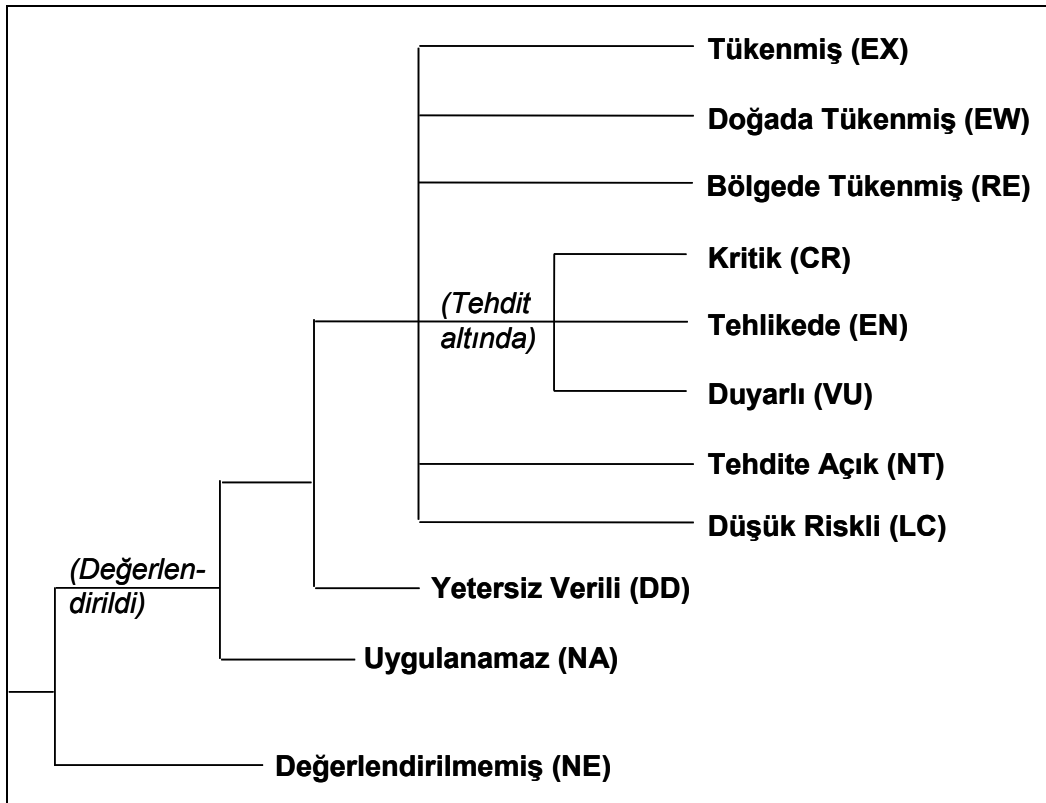 Tükenmiş (EX)
Doğada Tükenmiş (EW)
Bölgede Tükenmiş (RE)
Kritik (CR)
(Tehdit
altında)
Tehlikede (EN)
Duyarlı (VU)
Tehdite Açık (NT)
Düşük Riskli (LC)
(Değerlen-
dirildi)
Yetersiz Verili (DD)
Uygulanamaz (NA)
Değerlendirilmemiş (NE)